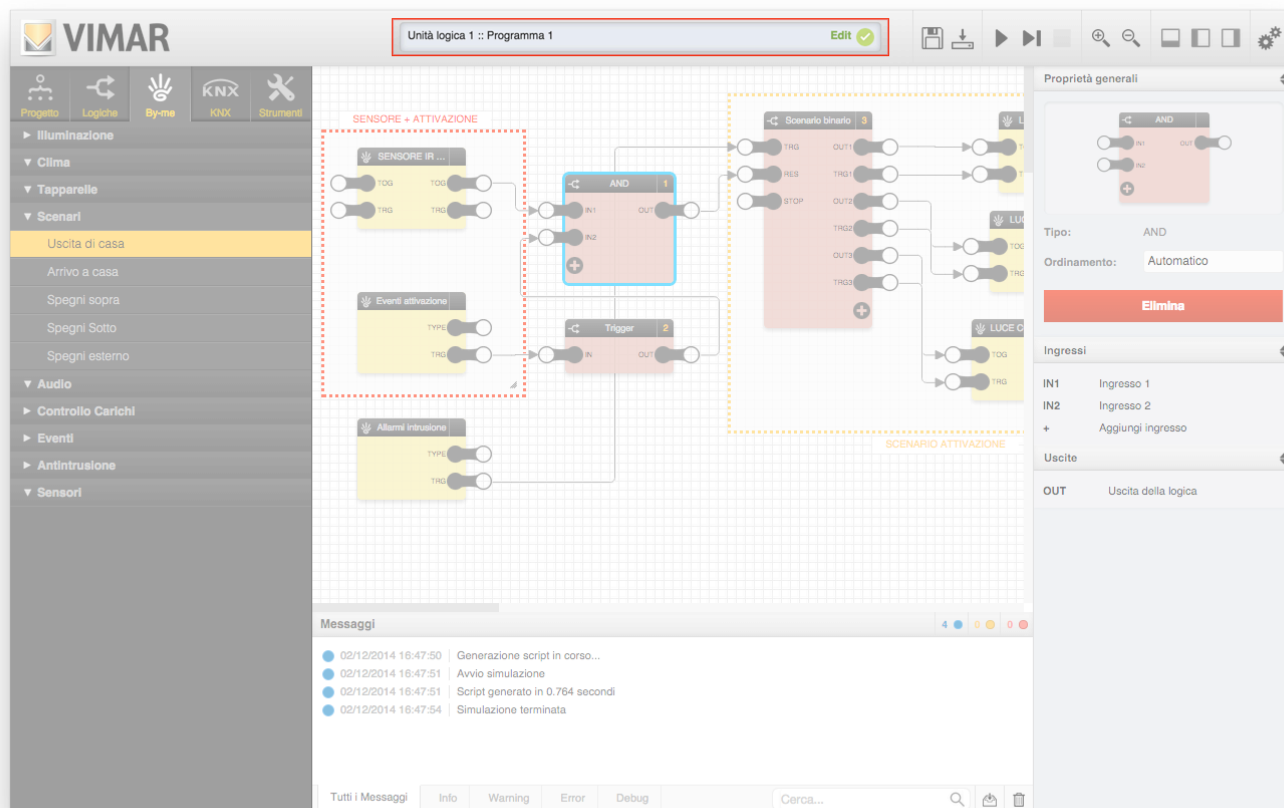 VIMAR
Unità logica 1 :: Programma 1
Edit
Progetto
Logiche
By-me
KNX
KNX
Strumenti
Illuminazione
Clima
Tapparelle
Scenari
Uscita di casa
Arrivo a casa
Spegni sopra
Spegni Sotto
Spegni esterno
Audio
Controllo Carichi
Eventi
Antintrusione
Sensori
SENSORE + ATTIVAZIONE
SENSORE IR ...
TOG TOG
TRG TRG
Eventi attivazione
TYPE
TRG
Allarmi intrusione
TYPE
TRG
AND 1
IN1 OUT
IN2
Trigger 2
IN OUT
Scenario binario 3
TRG OUT1
RES TRG1
STOP OUT2
TRG2
OUT3
TRG3
LUC
TOG
TRG
LUCE C
TOG
TRG
SCENARIO ATTIVAZIONE
Proprietà generali
AND
IN1 OUT
IN2
Tipo: AND
Ordinamento: Automatico
Elimina
Ingressi
IN1 Ingresso 1
IN2 Ingresso 2
+ Aggiungi ingresso
Uscite
OUT Uscita della logica
Messaggi
4 0 0
02/12/2014 16:47:50 Generazione script in corso...
02/12/2014 16:47:51 Avvio simulazione
02/12/2014 16:47:51 Script generato in 0.764 secondi
02/12/2014 16:47:54 Simulazione terminata
Tutti i Messaggi
Info
Warning
Error
Debug
Cerca...